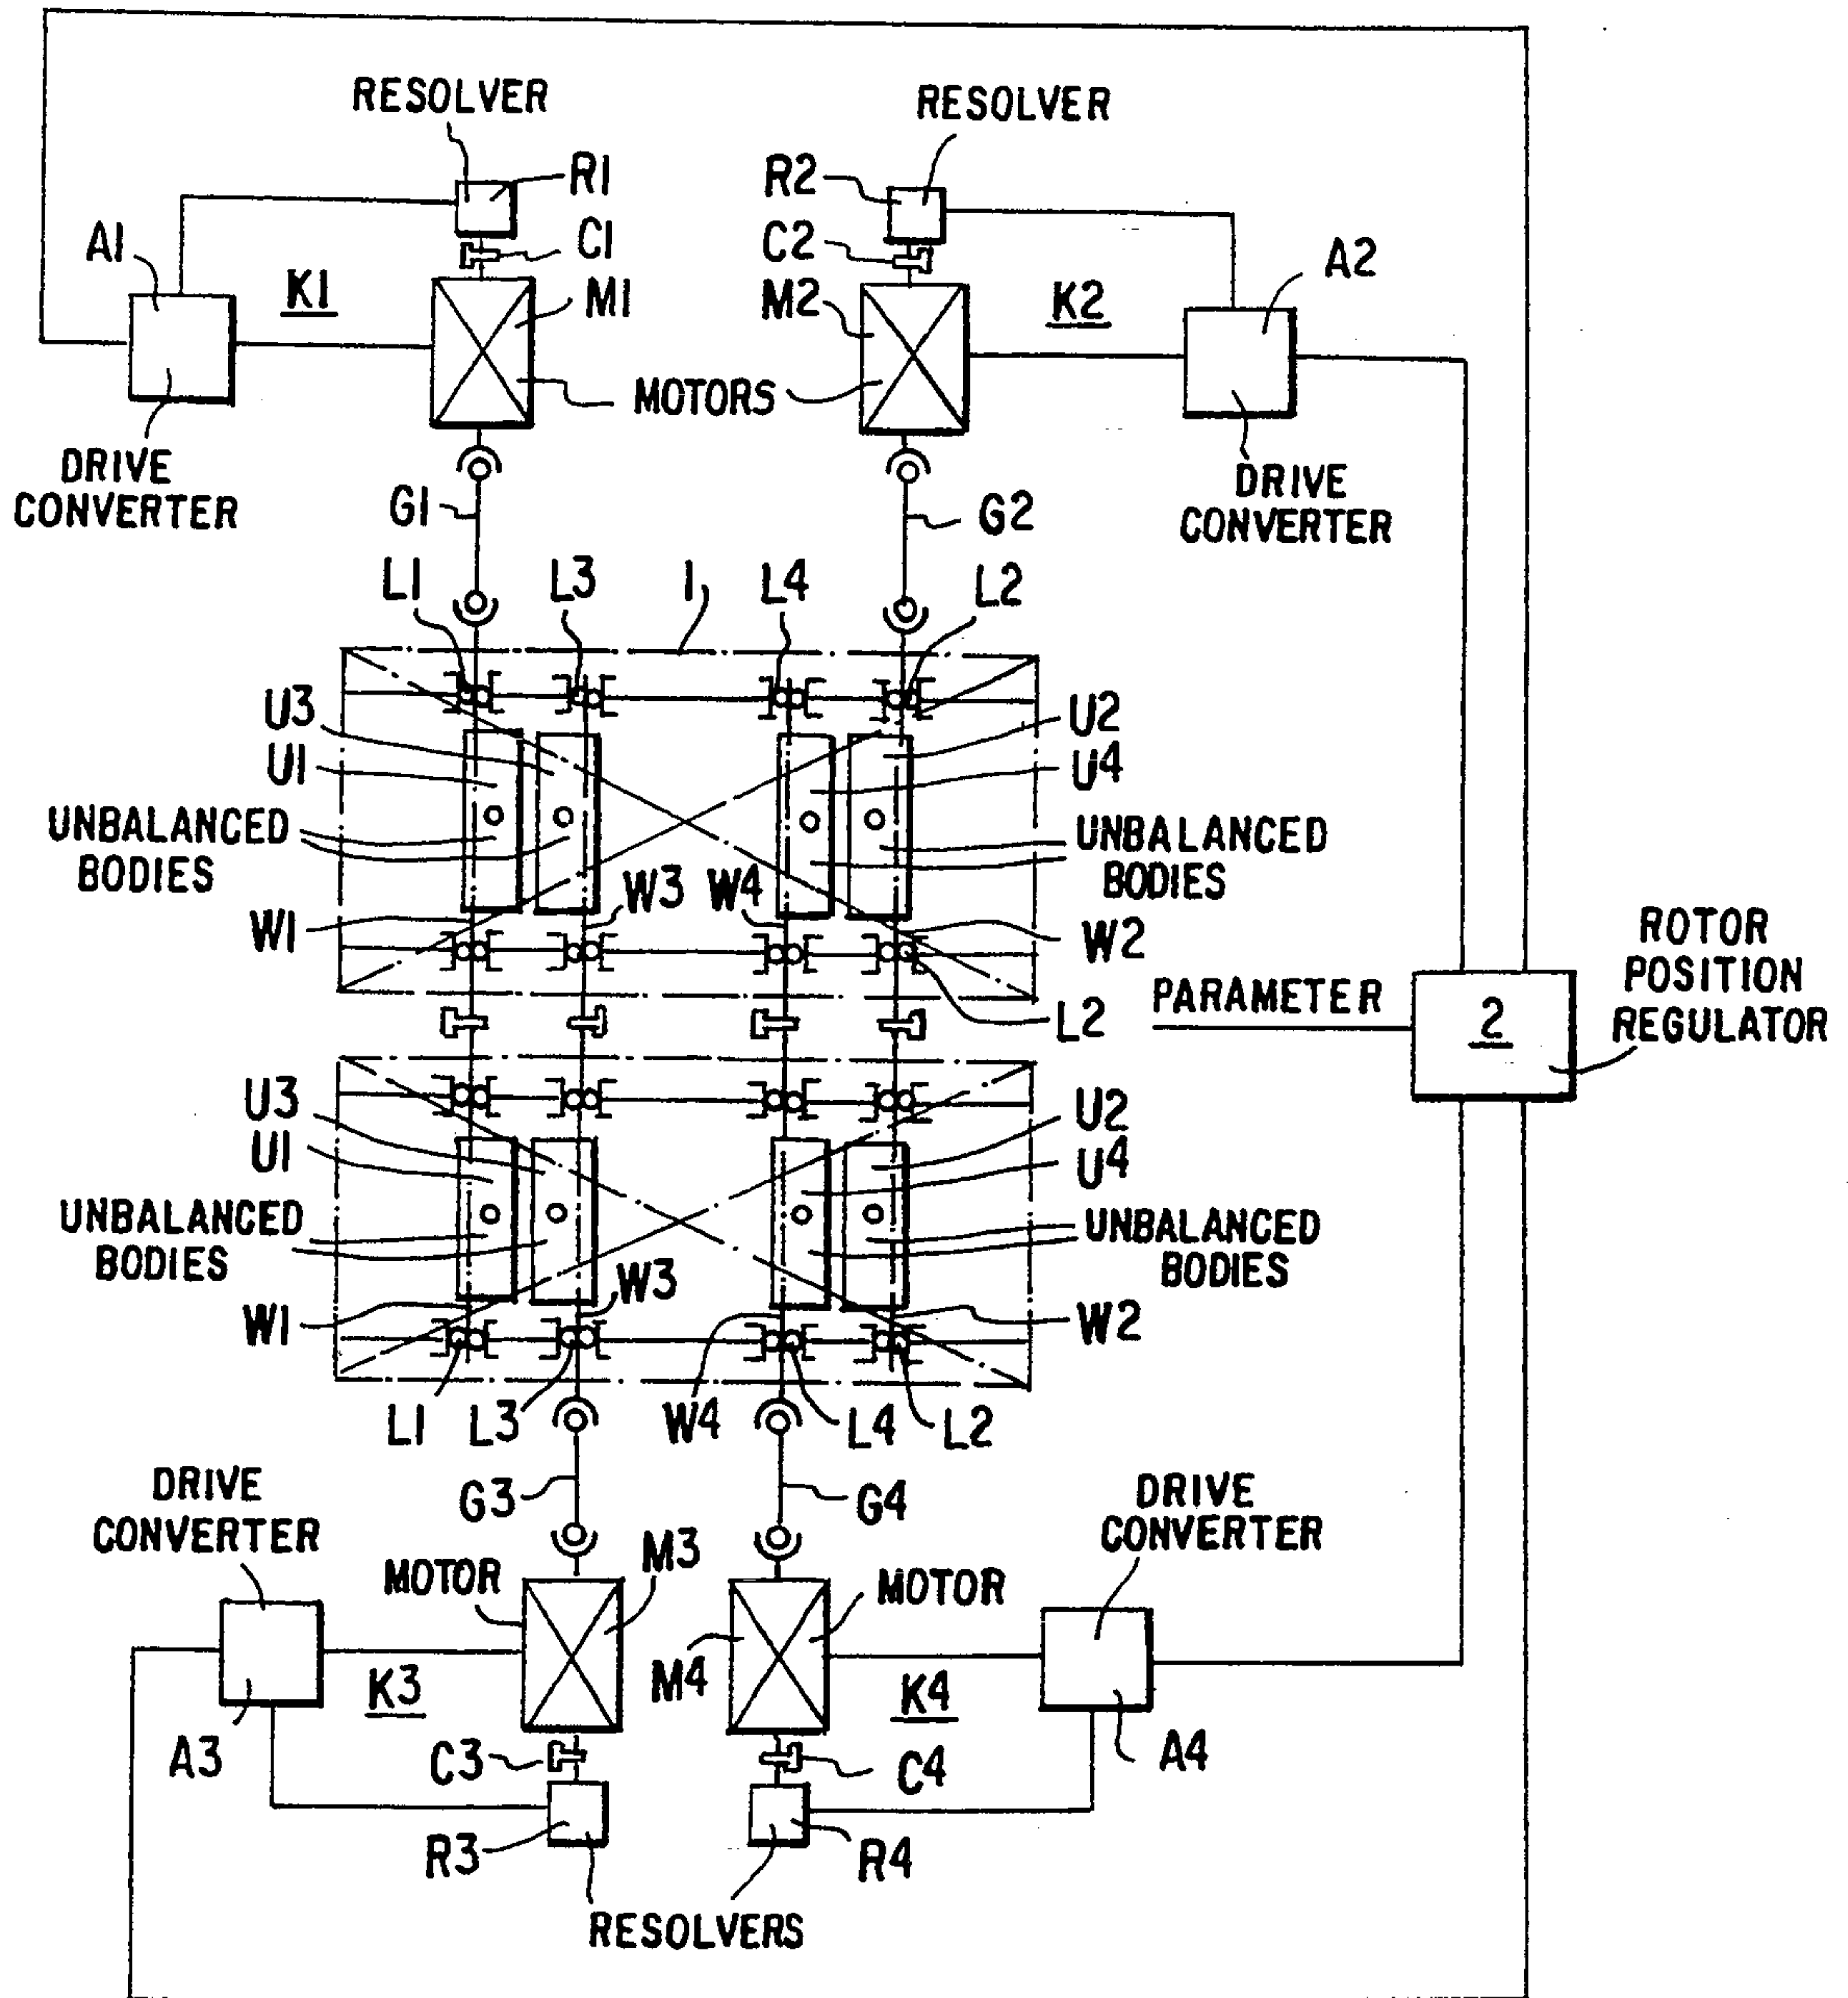 RESOLVER
RESOLVER
R1
R2
C1
C2
A1
A2
K1
M1
M2
K2
MOTORS
DRIVE
CONVERTER
DRIVE
CONVERTER
G1
G2
L1
L3
1
L4
L2
U3
U2
U1
U4
UNBALANCED
BODIES
UNBALANCED
BODIES
W3
W4
W1
W2
ROTOR
POSITION
REGULATOR
PARAMETER
2
L2
U3
U2
U1
U4
UNBALANCED
BODIES
UNBALANCED
BODIES
W3
W1
W2
L1
L3
W4
L4
L2
DRIVE
CONVERTER
G3
G4
DRIVE
CONVERTER
MOTOR
M3
MOTOR
K3
M4
K4
A3
C3
C4
A4
R3
R4
RESOLVERS